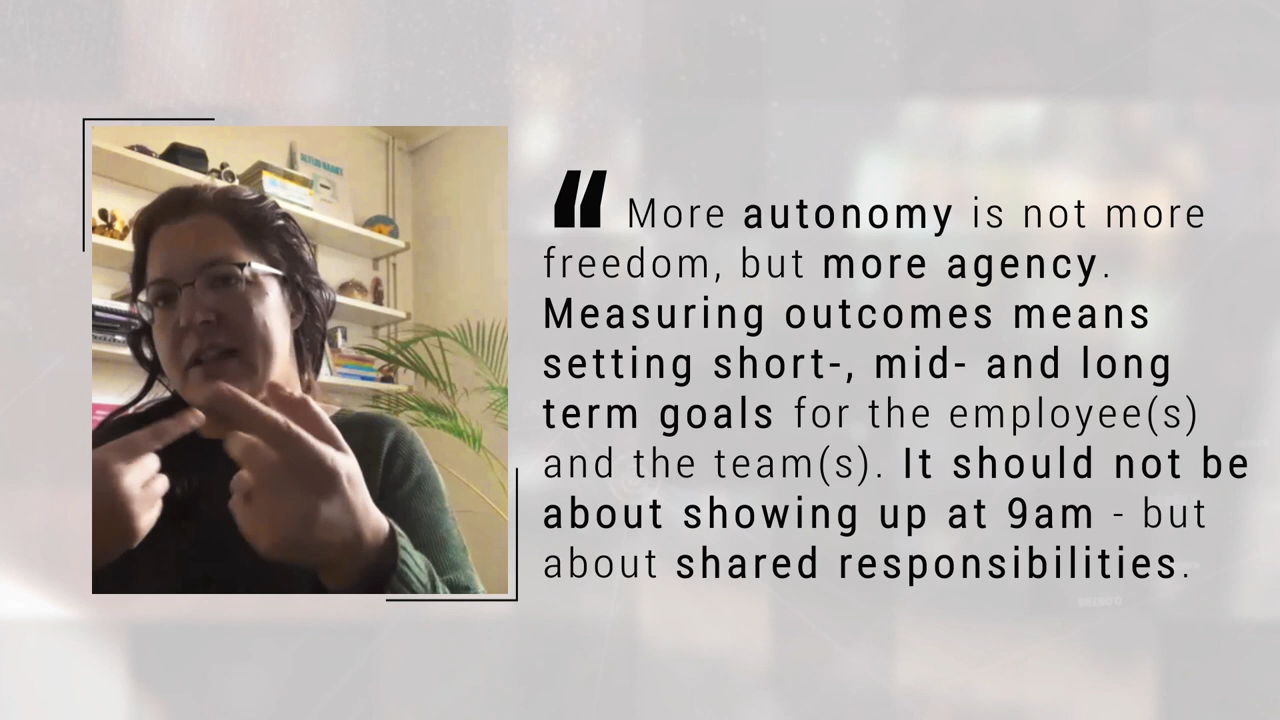 “ More autonomy is not more
freedom, but more agency.
Measuring outcomes means
setting short-, mid- and long
term goals for the employee(s)
and the team(s). It should not be
about showing up at 9am - but
about shared responsibilities.